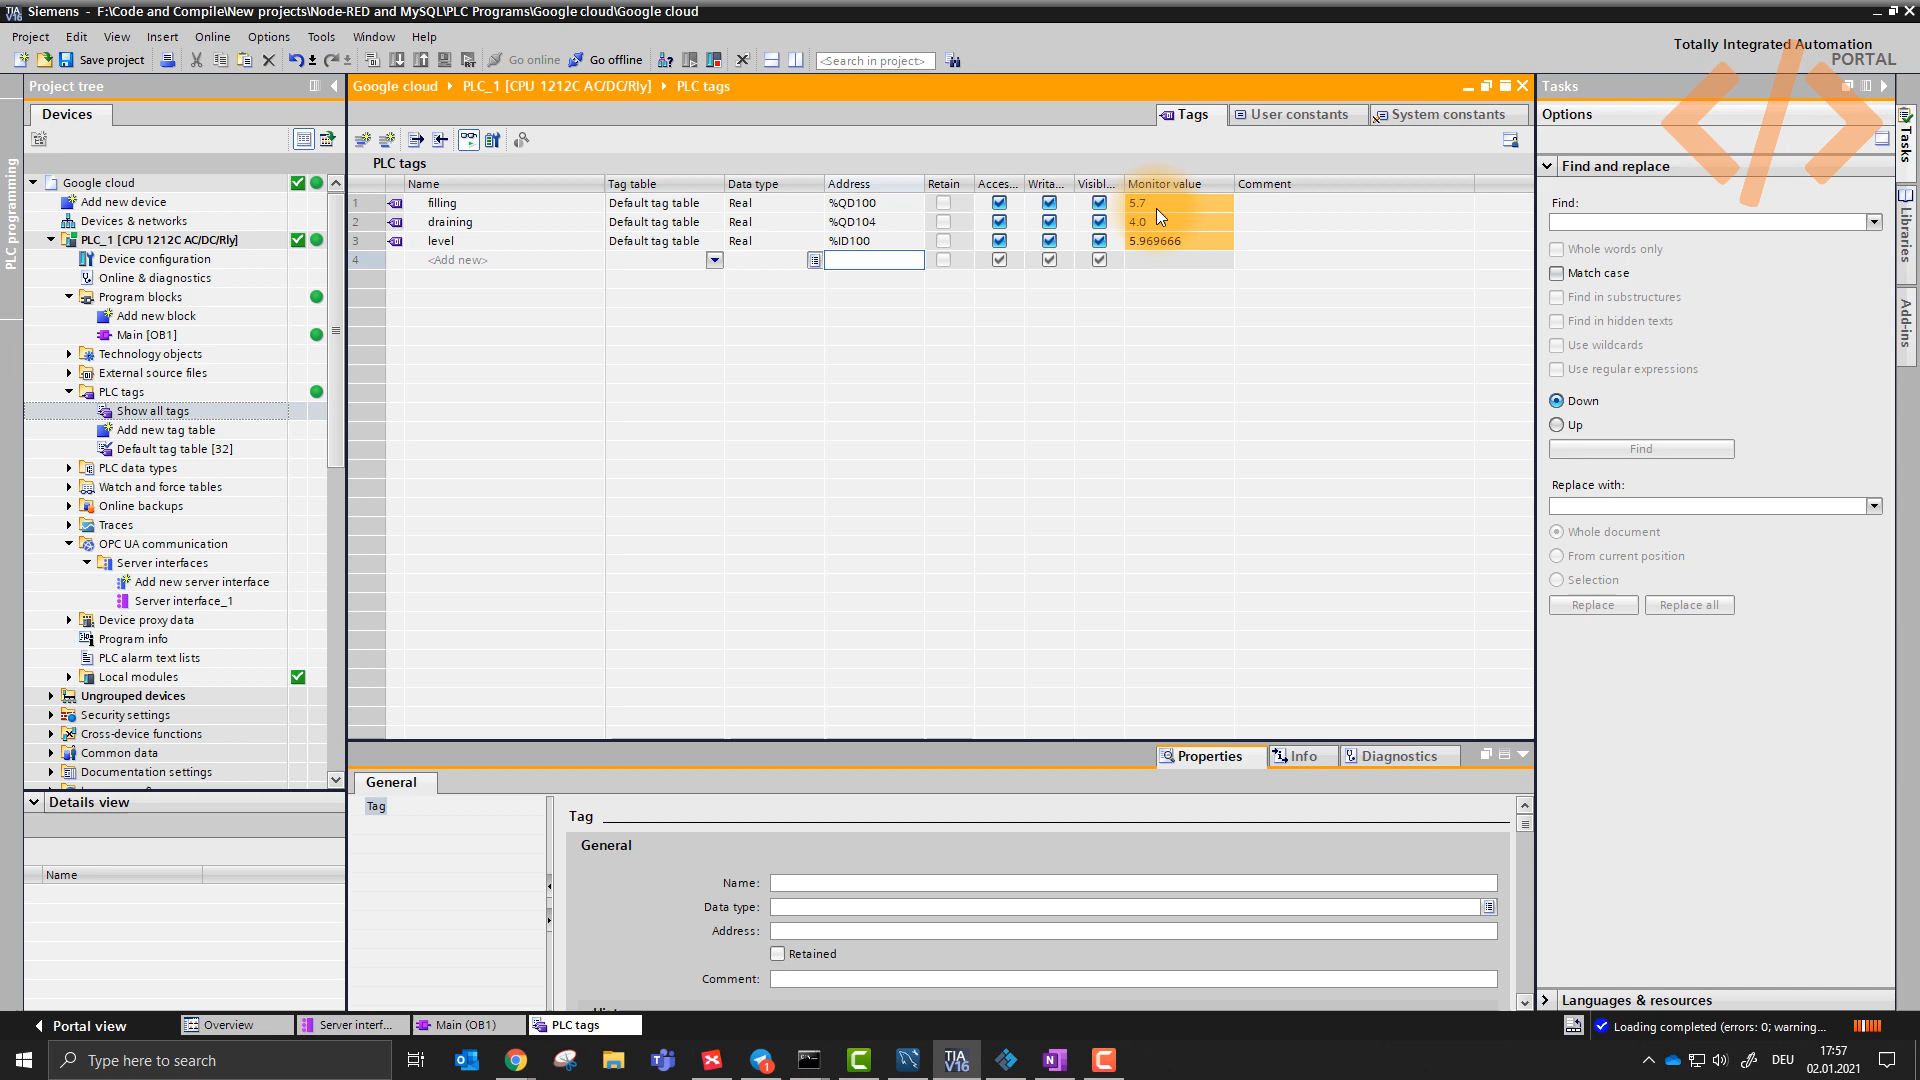 Siemens  -  F:\Code and Compile\New projects\Node-RED and MySQL\PLC Programs\Google cloud\Google cloud
Project Edit View Insert Online Options Tools Window Help
Save project Go online Go offline <Search in project>
Totally Integrated Automation
PORTAL
Project tree
Devices
PLC programming
Google cloud
Add new device
Devices & networks
PLC_1 [CPU 1212C AC/DC/Rly]
Device configuration
Online & diagnostics
Program blocks
Add new block
Main [OB1]
Technology objects
External source files
PLC tags
Show all tags
Add new tag table
Default tag table [32]
PLC data types
Watch and force tables
Online backups
Traces
OPC UA communication
Server interfaces
Add new server interface
Server interface_1
Device proxy data
Program info
PLC alarm text lists
Local modules
Ungrouped devices
Security settings
Cross-device functions
Common data
Documentation settings
Details view
Name
Google cloud PLC_1 [CPU 1212C AC/DC/Rly] PLC tags
Tags User constants System constants
PLC tags
Name Tag table Data type Address Retain Acces... Writa... Visibl... Monitor value Comment
1 filling Default tag table Real %QD100 5.7
2 draining Default tag table Real %QD104 4.0
3 level Default tag table Real %ID100 5.969666
4 <Add new>
Properties Info Diagnostics
General
Tag
Tag
General
Name:
Data type:
Address:
Retained
Comment:
Tasks
Options
Find and replace
Find:
Whole words only
Match case
Find in substructures
Find in hidden texts
Use wildcards
Use regular expressions
Down
Up
Find
Replace with:
Whole document
From current position
Selection
Replace Replace all
Languages & resources
Tasks
Libraries
Add-ins
Portal view Overview Server interf... Main (OB1) PLC tags Loading completed (errors: 0; warning...
Type here to search
TIA V16
DEU 17:57
02.01.2021